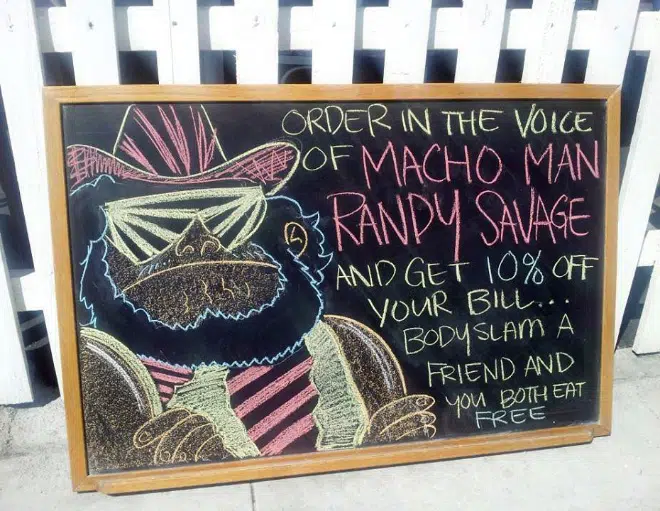 ORDER IN THE VOICE
OF MACHO MAN
RANDY SAVAGE
AND GET 10% OFF
YOUR BILL...
BODYSLAM A
FRIEND AND
YOU BOTH EAT
FREE